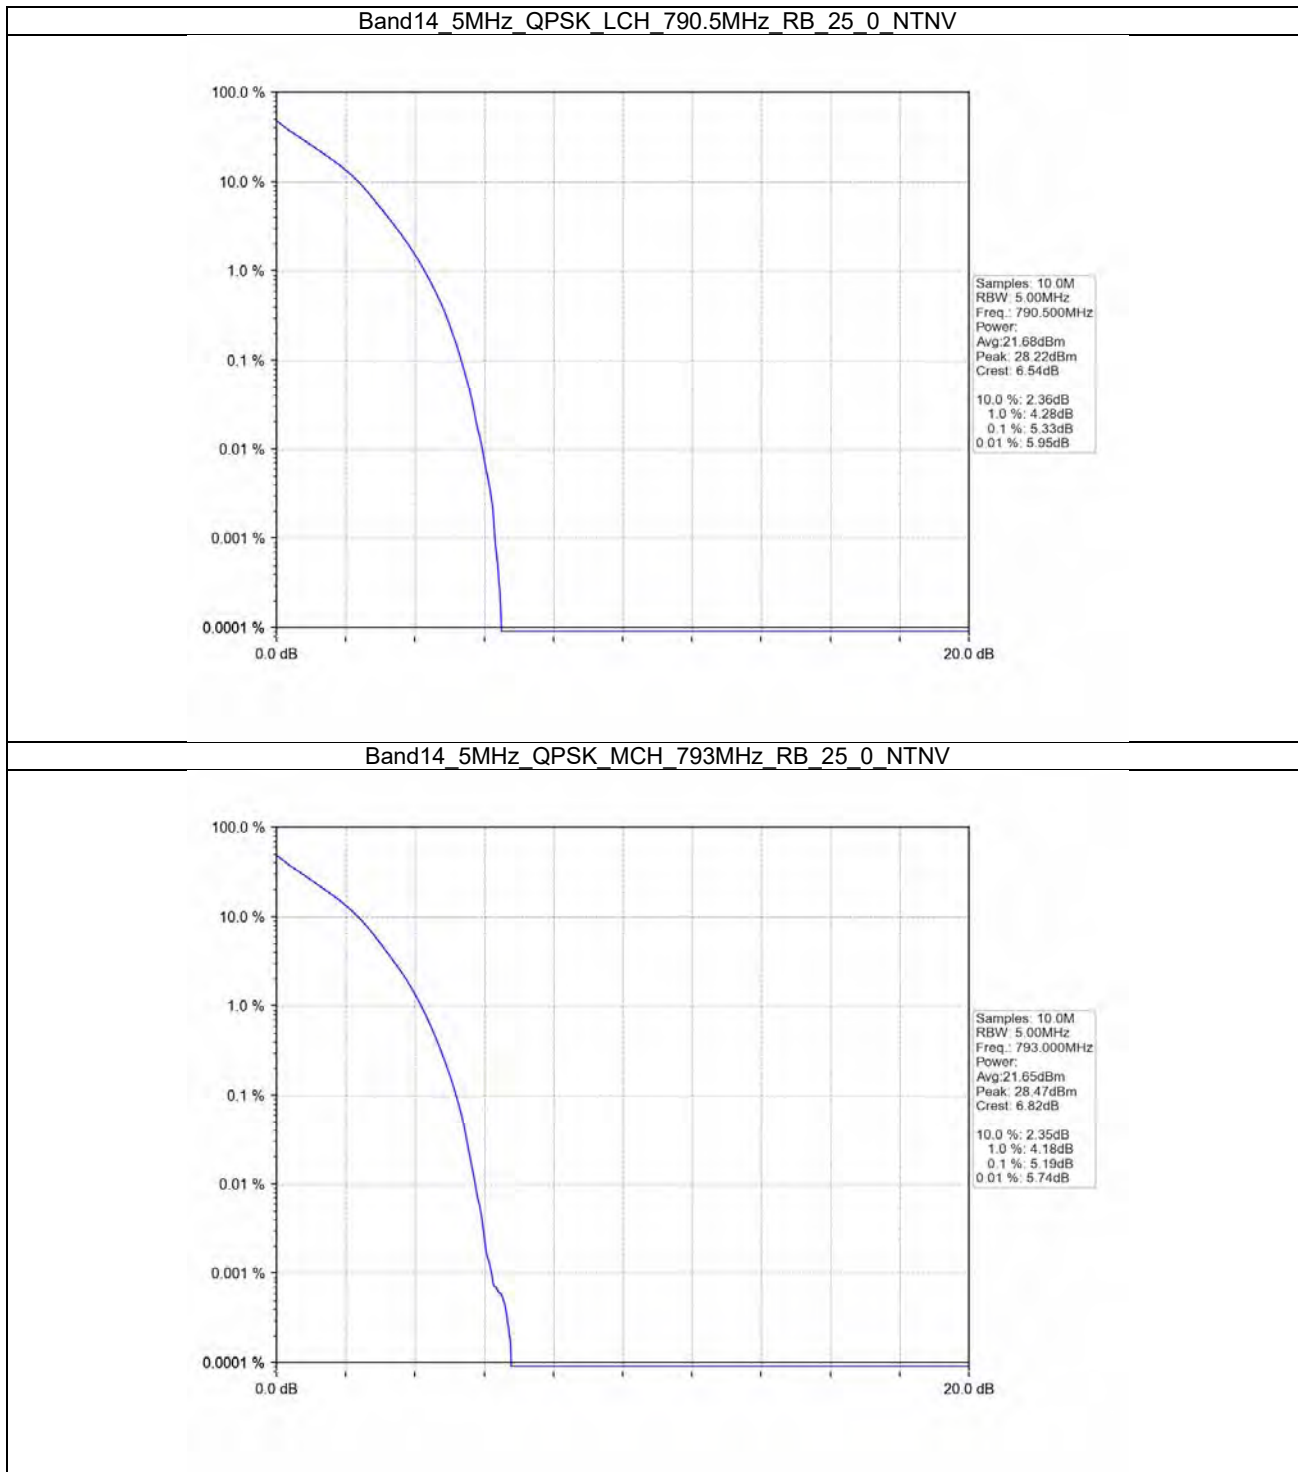 Band14_5MHz_QPSK_LCH_790.5MHz_RB_25_0_NTNV
100.0 %
10.0 %
1.0 %
0.1 %
0.01 %
0.001 %
0.0001 %
0.0 dB
20.0 dB
Samples: 10.0M
RBW: 5.00MHz
Freq.: 790.500MHz
Power:
Avg:21.68dBm
Peak: 28.22dBm
Crest: 6.54dB
10.0 %: 2.36dB
1.0 %: 4.28dB
0.1 %: 5.33dB
0 01 %: 5.95dB
Band14_5MHz_QPSK_MCH_793MHz_RB_25_0_NTNV
100.0 %
10.0 %
1.0 %
0.1 %
0.01 %
0.001 %
0.0001 %
0.0 dB
20.0 dB
Samples: 10.0M
RBW: 5.00MHz
Freq.: 793.000MHz
Power:
Avg:21.65dBm
Peak: 28.47dBm
Crest: 6.82dB
10.0 %: 2.35dB
1.0 %: 4.18dB
0.1 %: 5.19dB
0 01 %: 5.74dB